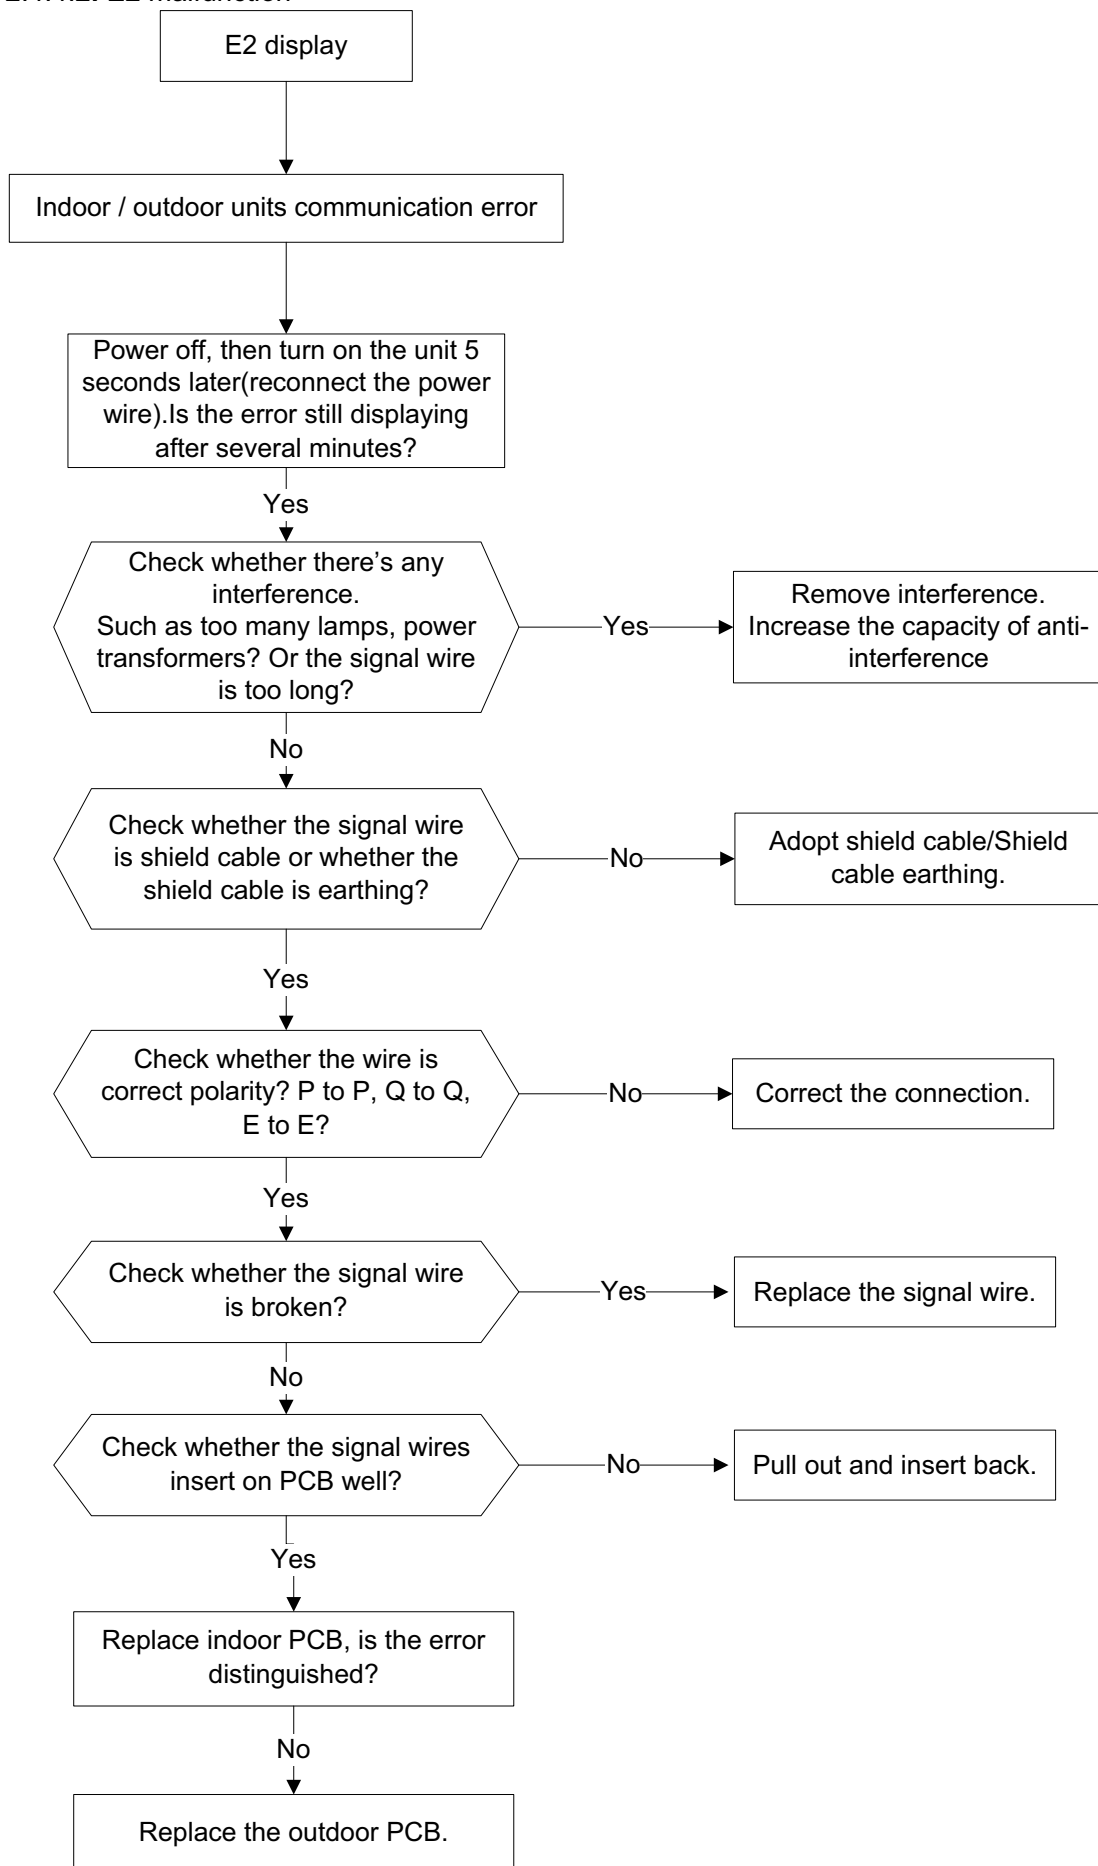 E2 malfunction
E2 display
Indoor / outdoor units communication error
Power off, then turn on the unit 5
seconds later(reconnect the power
wire).Is the error still displaying
after several minutes?
Yes
Check whether there's any
interference.
Such as too many lamps, power
transformers? Or the signal wire
is too long?
Yes
Remove interference.
Increase the capacity of anti-
interference
No
Check whether the signal wire
is shield cable or whether the
shield cable is earthing?
No
Adopt shield cable/Shield
cable earthing.
Yes
Check whether the wire is
correct polarity? P to P, Q to Q,
E to E?
No
Correct the connection.
Yes
Check whether the signal wire
is broken?
Yes
Replace the signal wire.
No
Check whether the signal wires
insert on PCB well?
No
Pull out and insert back.
Yes
Replace indoor PCB, is the error
distinguished?
No
Replace the outdoor PCB.